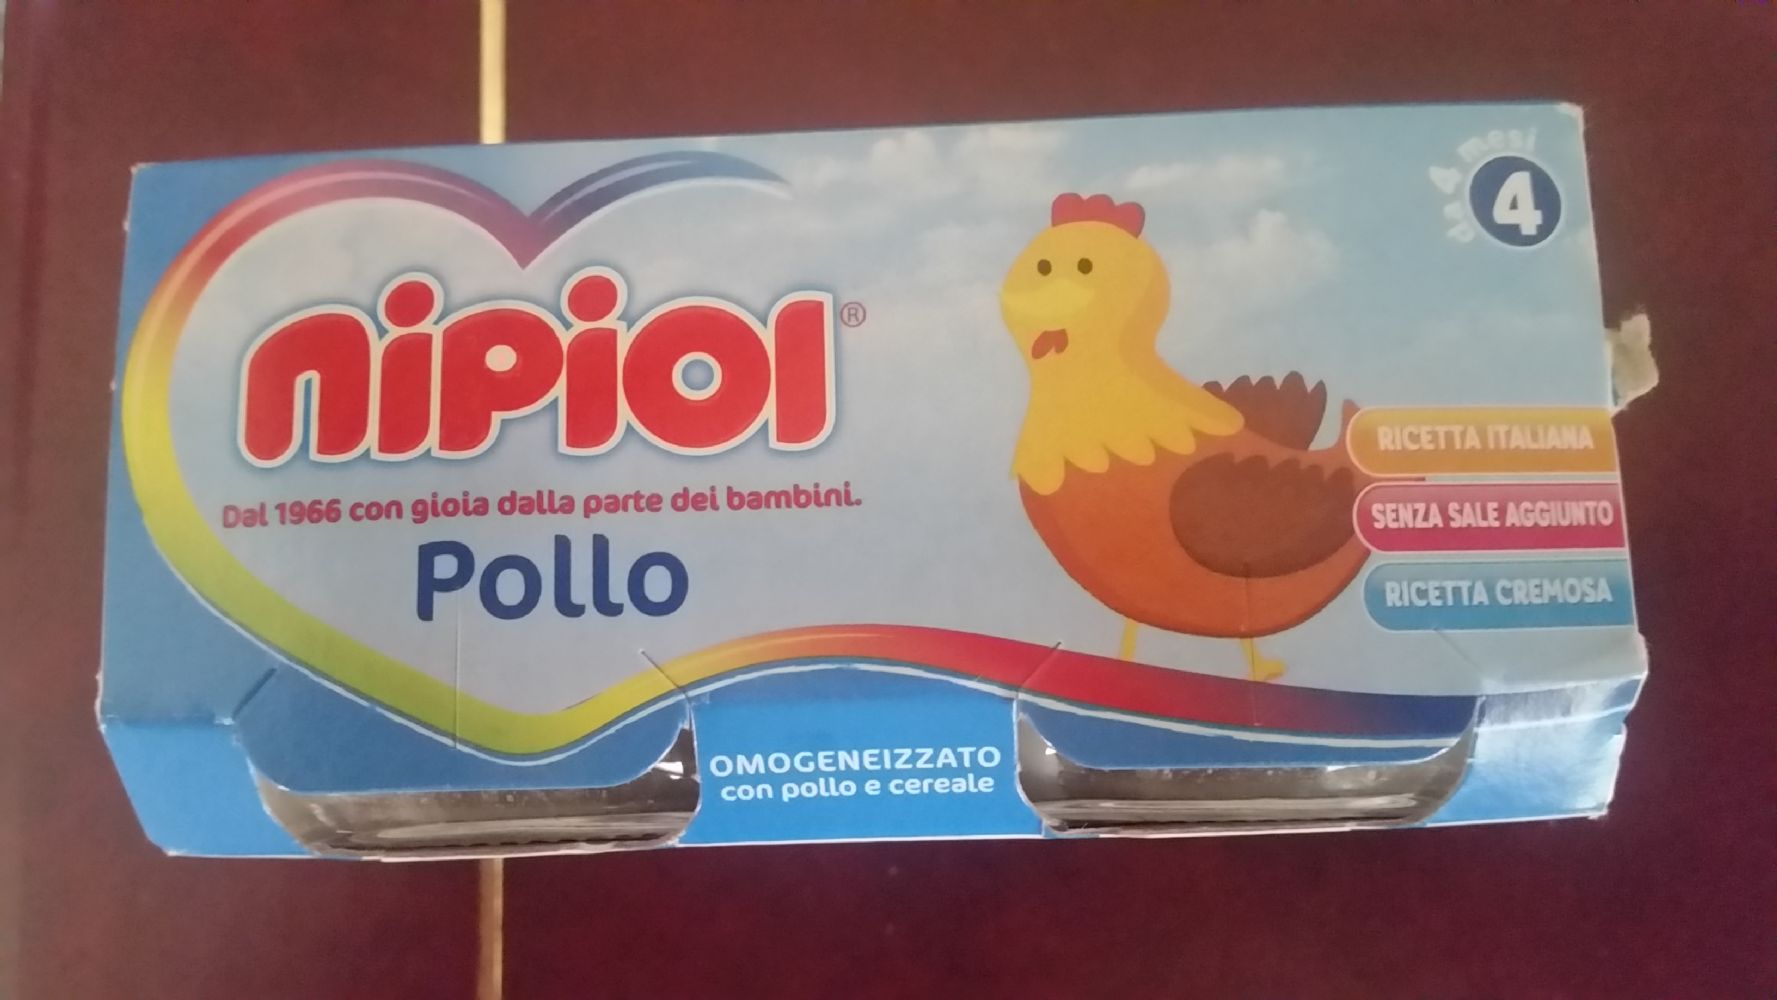 da 4 mesi
4
nipiol®
Dal 1966 con gioia dalla parte dei bambini.
Pollo
RICETTA ITALIANA
SENZA SALE AGGIUNTO
RICETTA CREMOSA
OMOGENEIZZATO
con pollo e cereale